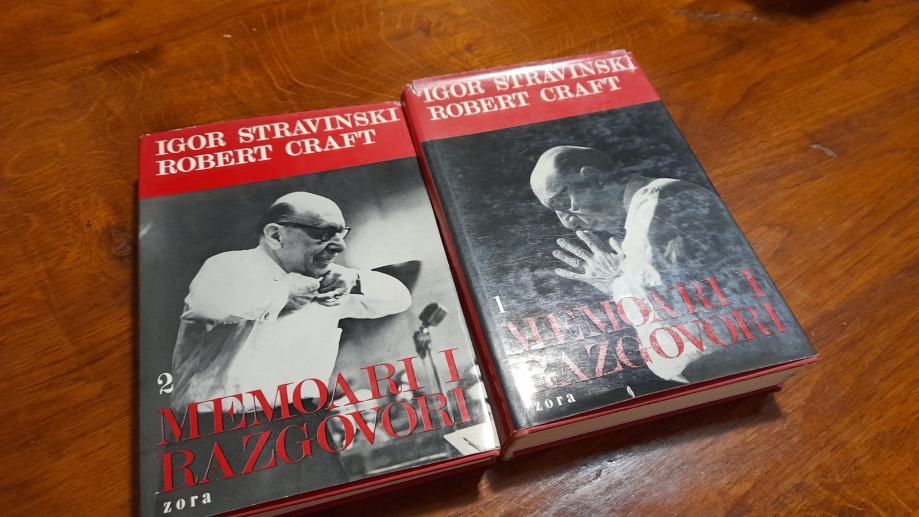 IGOR STRAVINSKI
ROBERT CRAFT
2
MEMOARI I
RAZGOVORI
zora
IGOR STRAVINSKI
ROBERT CRAFT
1
MEMOARI I
RAZGOVORI
zora